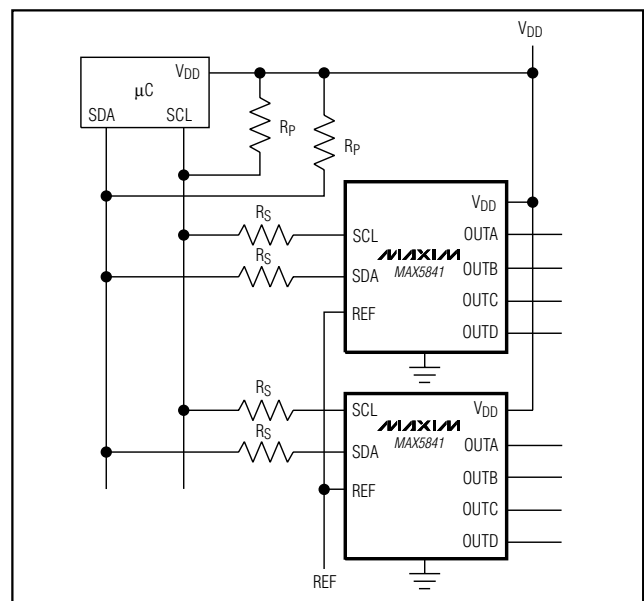 VDD
VDD
μC
SDA SCL
RP
RP
VDD
RS
SCL
OUTA
MAXIM
MAX5841
RS
SDA
OUTB
REF
OUTC
OUTD
RS
SCL
VDD
MAXIM
MAX5841
RS
SDA
OUTA
OUTB
REF
OUTC
OUTD
REF